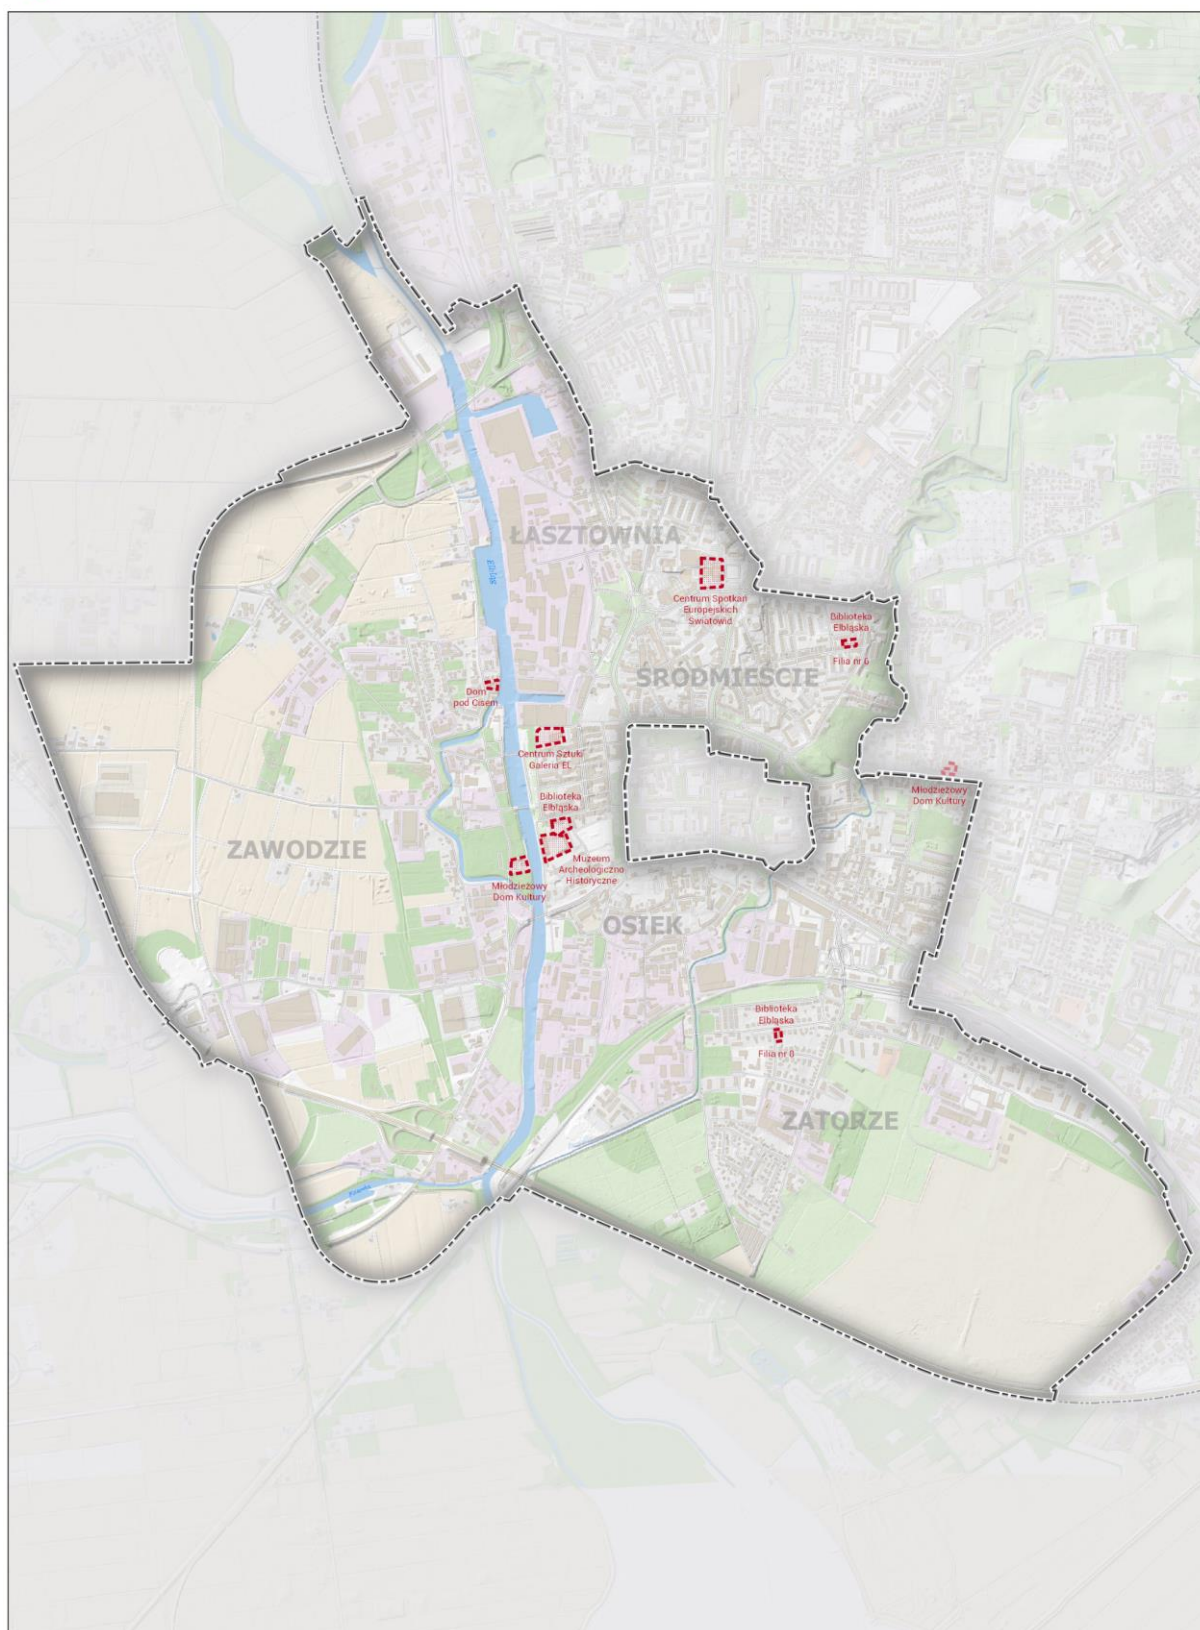 ŁASZTOWNIA
Elbląg
Centrum Spotkań
Europejskich
Światowid
Biblioteka
Elbląska
Filia nr 6
ŚRÓDMIEŚCIE
Dom
pod Cisem
Centrum Sztuki
Galeria EL
Młodzieżowy
Dom Kultury
Biblioteka
Elbląska
ZAWODZIE
Muzeum
Archeologiczno
Historyczne
Młodzieżowy
Dom Kultury
OSIEK
Biblioteka
Elbląska
Filia nr 8
ZATORZE